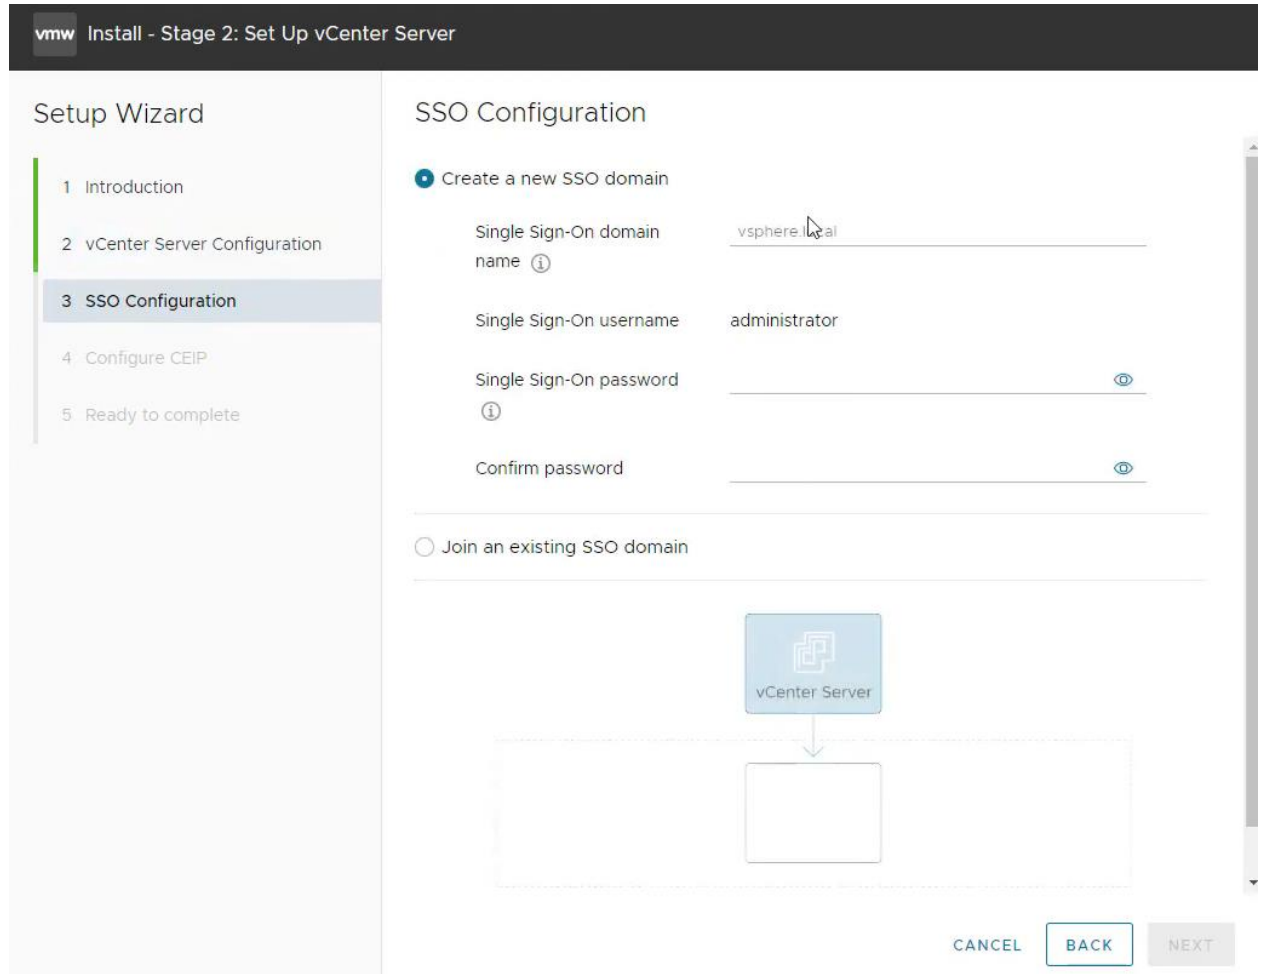 vmw Install - Stage 2: Set Up vCenter Server
Setup Wizard
1 Introduction
2 vCenter Server Configuration
3 SSO Configuration
4 Configure CEIP
5 Ready to complete
SSO Configuration
Create a new SSO domain
Single Sign-On domain
name
vsphere.local
Single Sign-On username
administrator
Single Sign-On password
Confirm password
Join an existing SSO domain
vCenter Server
CANCEL
BACK
NEXT